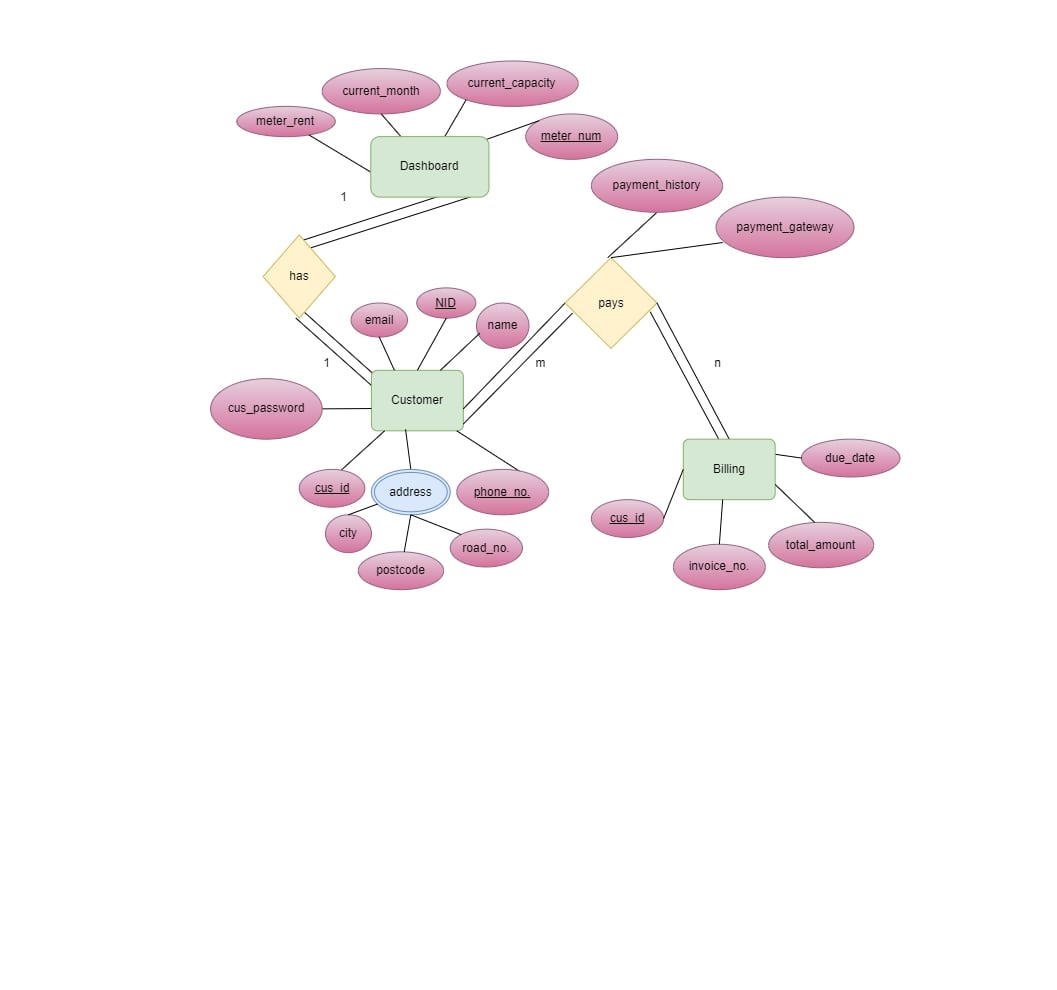 current_capacity
current_month
meter_rent
meter_num
Dashboard
payment_history
1
payment_gateway
has
pays
NID
email
name
1
m
n
Customer
cus_password
due_date
Billing
cus_id
address
phone_no.
cus_id
city
road_no.
total_amount
postcode
invoice_no.